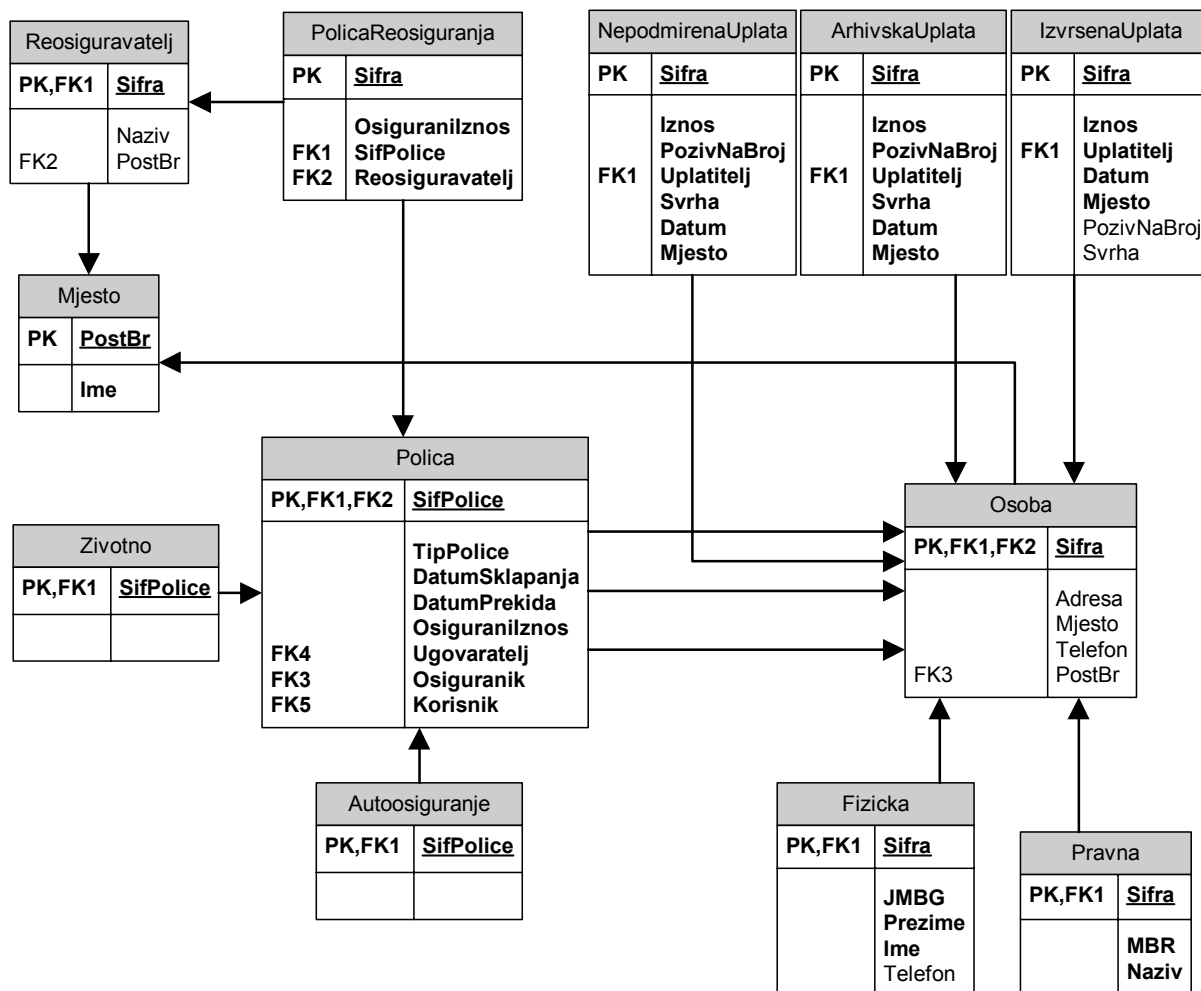 Reosiguravatelj
PK,FK1 Sifra
Naziv
FK2 PostBr
PolicaReosiguranja
PK Sifra
OsiguraniIznos
FK1 SifPolice
FK2 Reosiguravatelj
NepodmirenaUplata
PK Sifra
Iznos
PozivNaBroj
FK1 Uplatitelj
Svrha
Datum
Mjesto
ArhivskaUplata
PK Sifra
Iznos
PozivNaBroj
FK1 Uplatitelj
Svrha
Datum
Mjesto
IzvrsenaUplata
PK Sifra
Iznos
FK1 Uplatitelj
Datum
Mjesto
PozivNaBroj
Svrha
Mjesto
PK PostBr
Ime
Polica
PK,FK1,FK2 SifPolice
TipPolice
DatumSklapanja
DatumPrekida
OsiguraniIznos
FK4 Ugovaratelj
FK3 Osiguranik
FK5 Korisnik
Osoba
PK,FK1,FK2 Sifra
Adresa
Mjesto
Telefon
FK3 PostBr
Zivotno
PK,FK1 SifPolice
Autoosiguranje
PK,FK1 SifPolice
Fizicka
PK,FK1 Sifra
JMBG
Prezime
Ime
Telefon
Pravna
PK,FK1 Sifra
MBR
Naziv